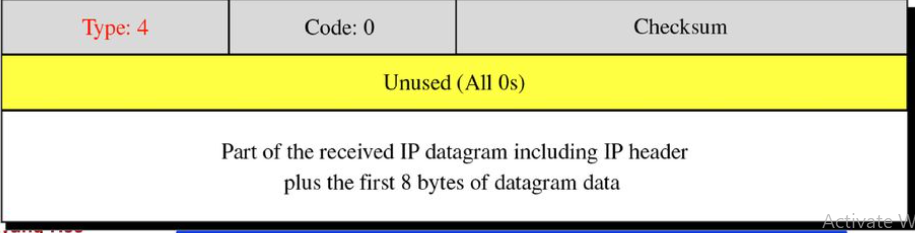 Type: 4
Code: 0
Checksum
Unused (All 0s)
Part of the received IP datagram including IP header
plus the first 8 bytes of datagram data
Activate W